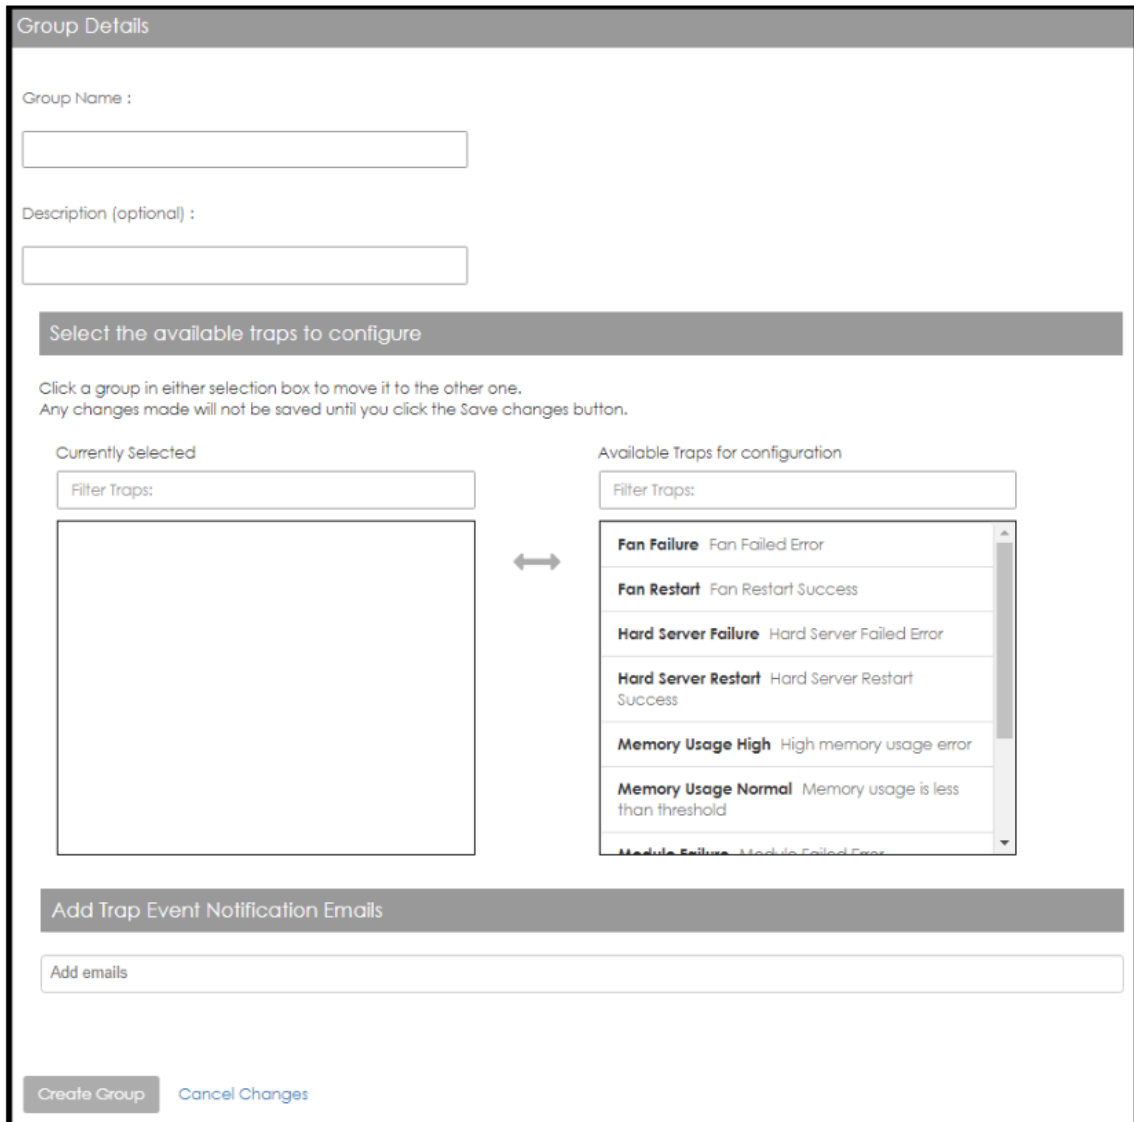 Group Details
Group Name :
Description (optional) :
Select the available traps to configure
Click a group in either selection box to move it to the other one.
Any changes made will not be saved until you click the Save changes button.
Currently Selected
Filter Traps:
Available Traps for configuration
Filter Traps:
Fan Failure Fan Failed Error
Fan Restart Fan Restart Success
Hard Server Failure Hard Server Failed Error
Hard Server Restart Hard Server Restart
Success
Memory Usage High High memory usage error
Memory Usage Normal Memory usage is less
than threshold
Module Failure Module Failed Error
Add Trap Event Notification Emails
Add emails
Create Group Cancel Changes